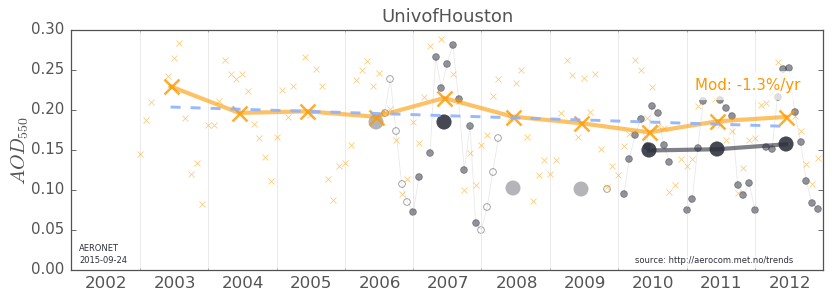 UnivofHouston
0.30
0.25
0.20
0.15
0.10
0.05
0.00
AOD550
Mod: -1.3%/yr
AERONET
2015-09-24
source: http://aerocom.met.no/trends
2002 2003 2004 2005 2006 2007 2008 2009 2010 2011 2012